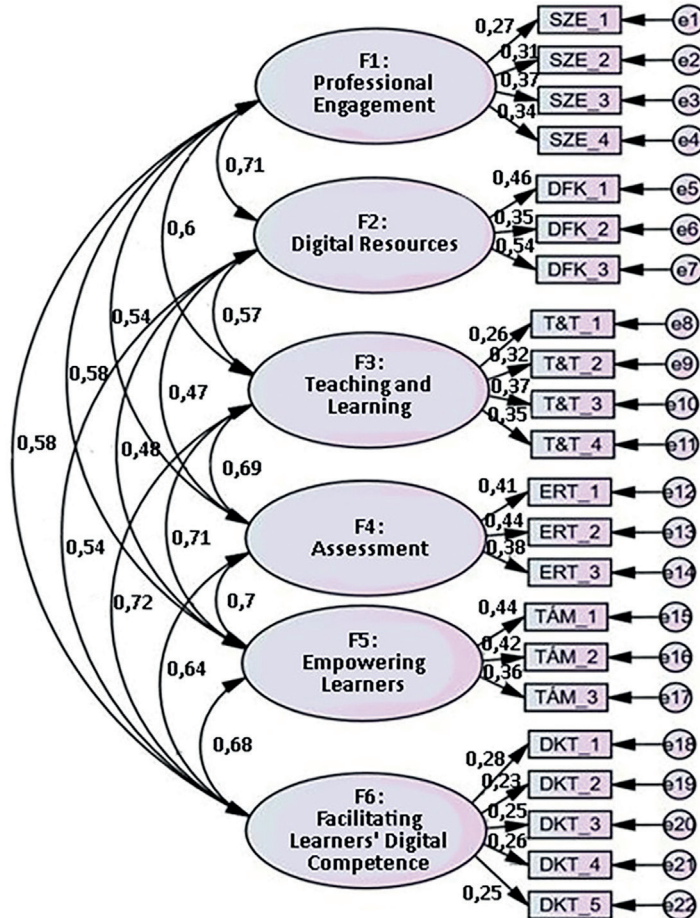 0,27
SZE_1
e1
0,31
SZE_2
e2
F1:
Professional
Engagement
0,37
SZE_3
e3
0,34
SZE_4
e4
0,71
0,46
DFK_1
e5
F2:
Digital Resources
0,35
DFK_2
e6
0,54
DFK_3
e7
0,6
0,54
0,57
0,26
T&T_1
e8
F3:
Teaching and
Learning
0,32
T&T_2
e9
0,37
T&T_3
e10
0,35
T&T_4
e11
0,58
0,47
0,58
0,48
0,69
0,41
ERT_1
e12
F4:
Assessment
0,44
ERT_2
e13
0,38
ERT_3
e14
0,54
0,71
0,72
0,7
0,44
TÁM_1
e15
F5:
Empowering
Learners
0,42
TÁM_2
e16
0,36
TÁM_3
e17
0,64
0,68
0,28
DKT_1
e18
F6:
Facilitating
Learners' Digital
Competence
0,23
DKT_2
e19
0,25
DKT_3
e20
0,26
DKT_4
e21
0,25
DKT_5
e22